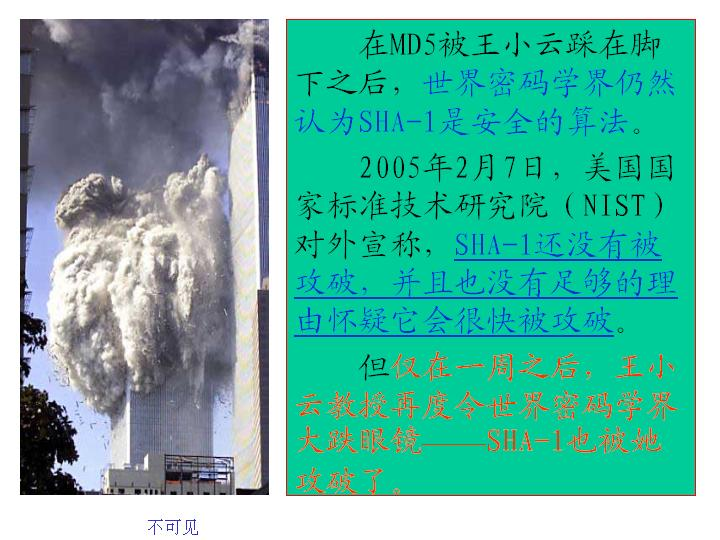 在MD5被王小云踩在脚
下之后，世界密码学界仍然
认为SHA-1是安全的算法。
2005年2月7日，美国国
家标准技术研究院（NIST）
对外宣称，SHA-1还没有被
攻破，并且也没有足够的理
由怀疑它会很快被攻破。
但仅在一周之后，王小
云教授再度令世界密码学界
大跌眼镜——SHA-1也被她
攻破了。
不可见